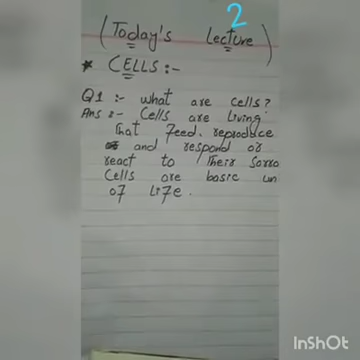 2
(Today's Lecture)
* CELLS :-
Q1 :- what are cells?
Ans :- Cells are Living
That feed, reproduce
and respond or
react to Their
Cells are basic
of Life.
InShOt